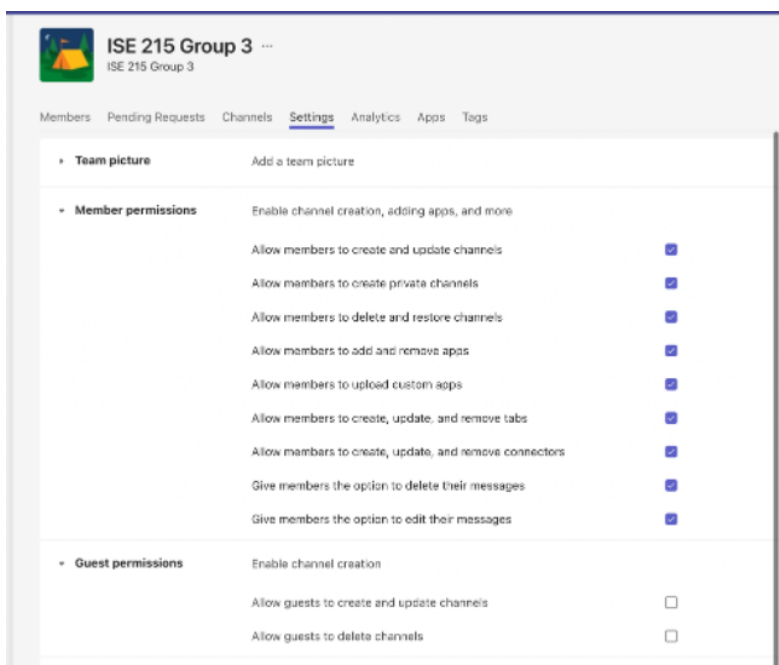 ISE 215 Group 3 ...
ISE 215 Group 3
Members Pending Requests Channels Settings Analytics Apps Tags
Team picture Add a team picture
Member permissions Enable channel creation, adding apps, and more
Allow members to create and update channels
Allow members to create private channels
Allow members to delete and restore channels
Allow members to add and remove apps
Allow members to upload custom apps
Allow members to create, update, and remove tabs
Allow members to create, update, and remove connectors
Give members the option to delete their messages
Give members the option to edit their messages
Guest permissions Enable channel creation
Allow guests to create and update channels
Allow guests to delete channels